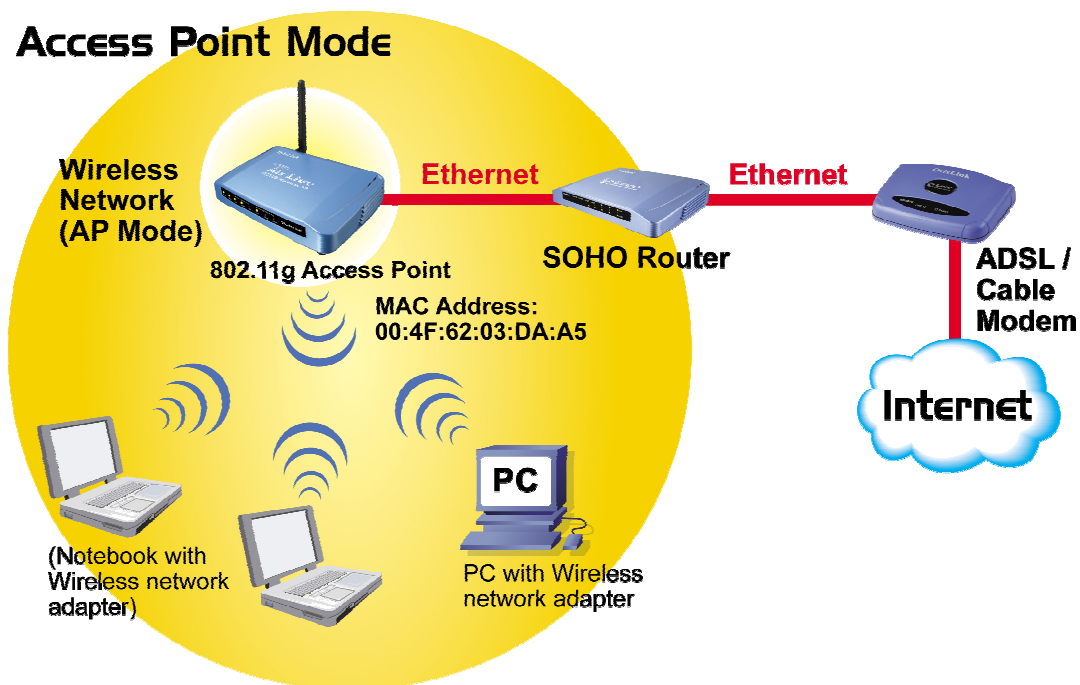 Access Point Mode
Wireless
Network
(AP Mode)
Ethernet
Ethernet
802.11g Access Point
SOHO Router
ADSL /
Cable
Modem
MAC Address:
00:4F:62:03:DA:A5
Internet
PC
(Notebook with
Wireless network
adapter)
PC with Wireless
network adapter